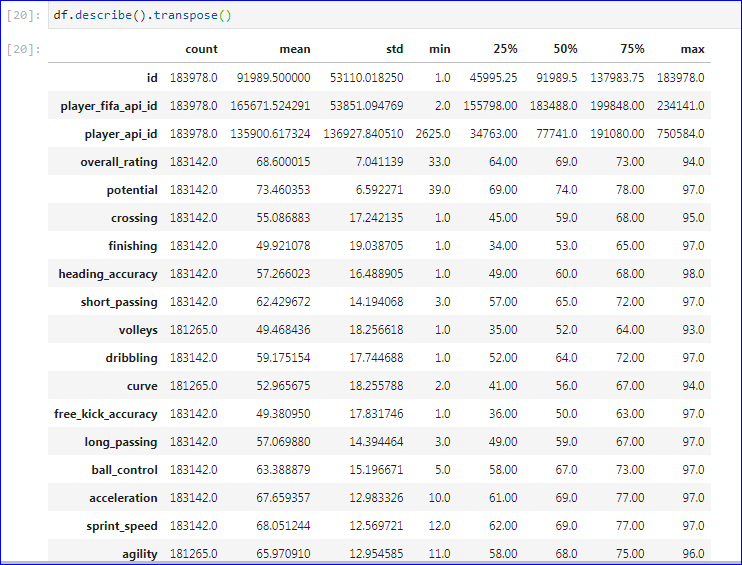 [20]: df.describe().transpose()
[20]: count mean std min 25% 50% 75% max
id 183978.0 91989.500000 53110.018250 1.0 45995.25 91989.5 137983.75 183978.0
player_fifa_api_id 183978.0 165671.524291 53851.094769 2.0 155798.00 183488.0 199848.00 234141.0
player_api_id 183978.0 135900.617324 136927.840510 2625.0 34763.00 77741.0 191080.00 750584.0
overall_rating 183142.0 68.600015 7.041139 33.0 64.00 69.0 73.00 94.0
potential 183142.0 73.460353 6.592271 39.0 69.00 74.0 78.00 97.0
crossing 183142.0 55.086883 17.242135 1.0 45.00 59.0 68.00 95.0
finishing 183142.0 49.921078 19.038705 1.0 34.00 53.0 65.00 97.0
heading_accuracy 183142.0 57.266023 16.488905 1.0 49.00 60.0 68.00 98.0
short_passing 183142.0 62.429672 14.194068 3.0 57.00 65.0 72.00 97.0
volleys 181265.0 49.468436 18.256618 1.0 35.00 52.0 64.00 93.0
dribbling 183142.0 59.175154 17.744688 1.0 52.00 64.0 72.00 97.0
curve 181265.0 52.965675 18.255788 2.0 41.00 56.0 67.00 94.0
free_kick_accuracy 183142.0 49.380950 17.831746 1.0 36.00 50.0 63.00 97.0
long_passing 183142.0 57.069880 14.394464 3.0 49.00 59.0 67.00 97.0
ball_control 183142.0 63.388879 15.196671 5.0 58.00 67.0 73.00 97.0
acceleration 183142.0 67.659357 12.983326 10.0 61.00 69.0 77.00 97.0
sprint_speed 183142.0 68.051244 12.569721 12.0 62.00 69.0 77.00 97.0
agility 181265.0 65.970910 12.954585 11.0 58.00 68.0 75.00 96.0